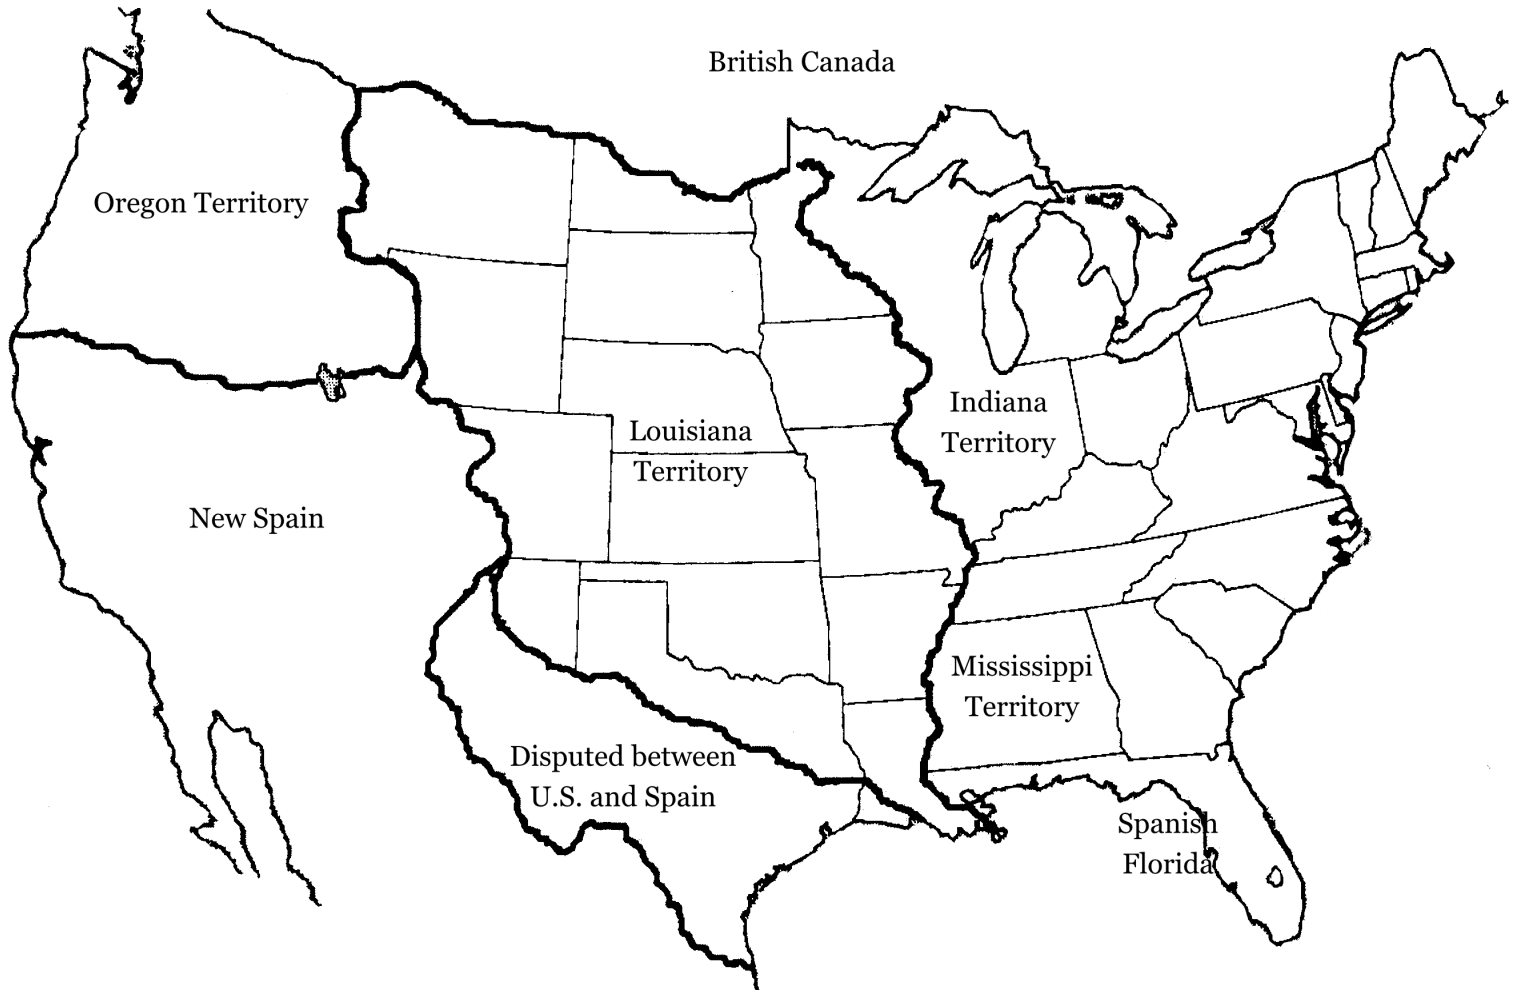 British Canada
Oregon Territory
Indiana
Territory
Louisiana
Territory
New Spain
Mississippi
Territory
Disputed between
U.S. and Spain
Spanish
Florida